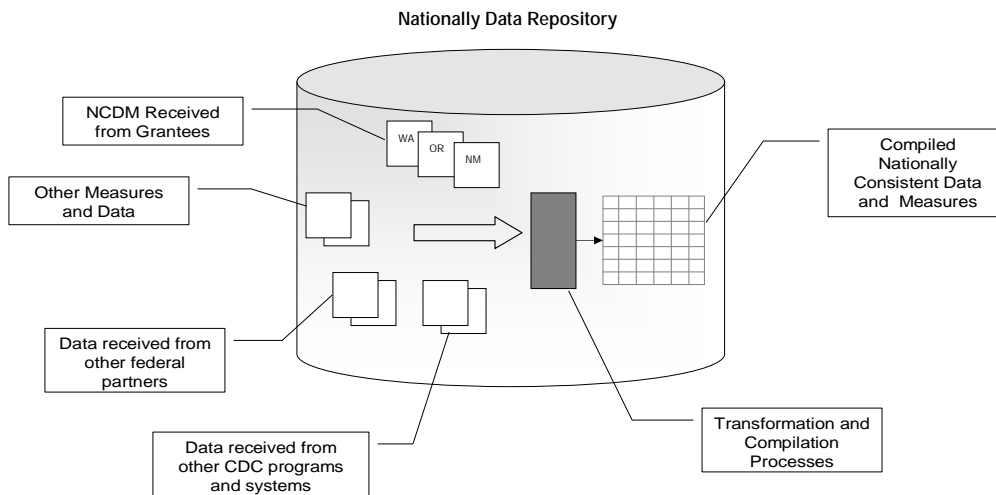 Nationally Data Repository
NCDM Received
from Grantees
WA
OR
NM
Compiled
Nationally
Consistent Data
and Measures
Other Measures
and Data
Data received from
other federal
partners
Data received from
other CDC programs
and systems
Transformation and
Compilation
Processes